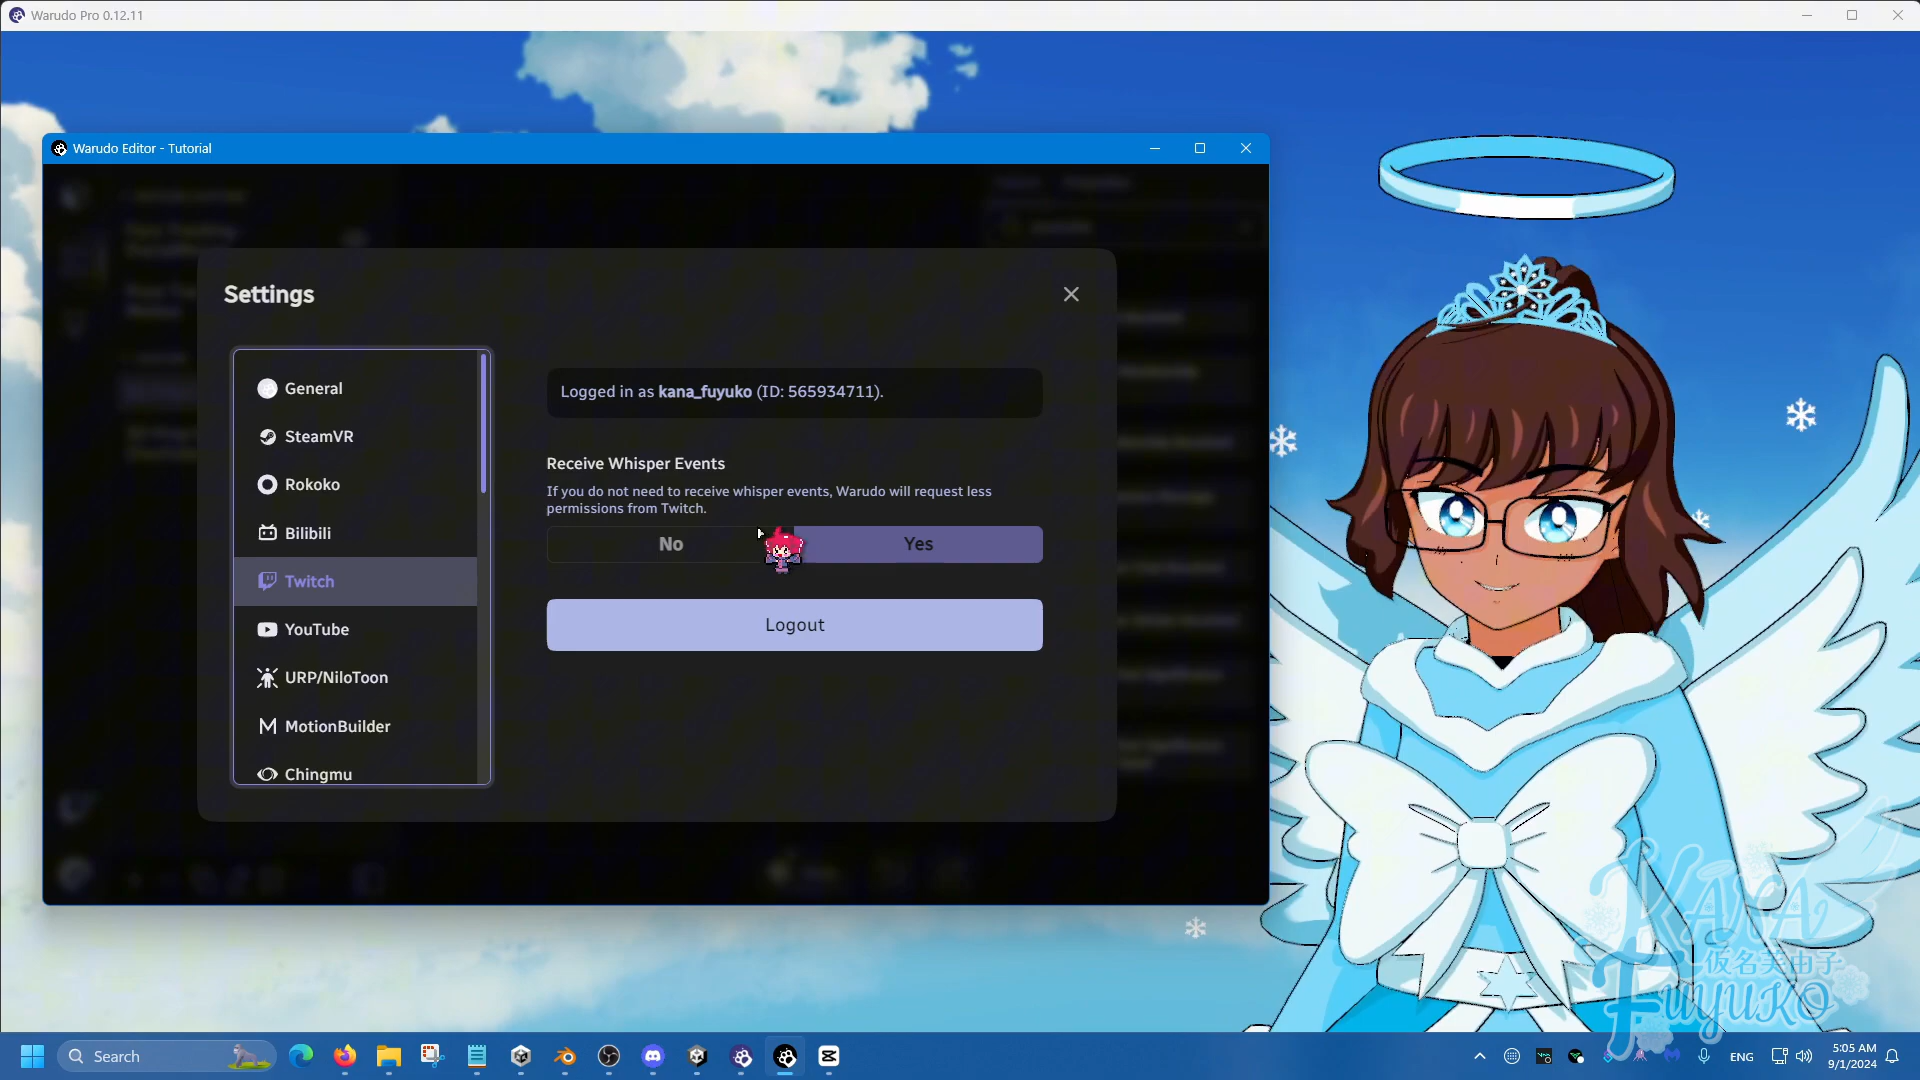 Warudo Pro 0.12.11
Warudo Editor - Tutorial
Settings
General
SteamVR
Rokoko
Bilibili
Twitch
YouTube
URP/NiloToon
MotionBuilder
Chingmu
Logged in as kana_fuyuko (ID: 565934711).
Receive Whisper Events
If you do not need to receive whisper events, Warudo will request less
permissions from Twitch.
No
Yes
Logout
KANA
仮名芙由子
FUYUKO
Search
ENG
5:05 AM
9/1/2024